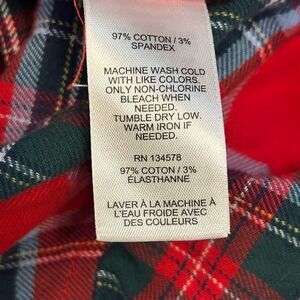 97% COTTON / 3%
SPANDEX
MACHINE WASH COLD
WITH LIKE COLORS.
ONLY NON-CHLORINE
BLEACH WHEN
NEEDED.
TUMBLE DRY LOW.
WARM IRON IF
NEEDED.
RN 134578
97% COTON / 3%
ÉLASTHANNE
LAVER À LA MACHINE À
L'EAU FROIDE AVEC
DES COULEURS